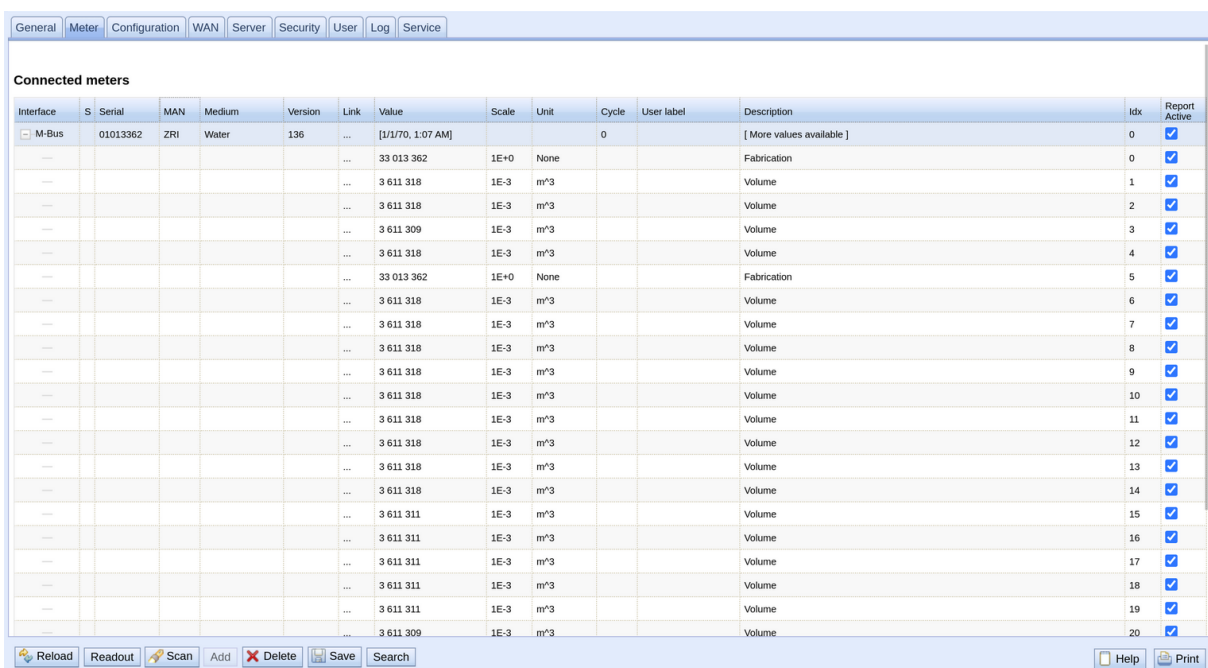 General Meter Configuration WAN Server Security User Log Service
Connected meters
Interface S Serial MAN Medium Version Link Value Scale Unit Cycle User label Description Idx Report Active
M-Bus 01013362 ZRI Water 136 ... [1/1/70, 1:07 AM] 0 [ More values available ] 0
... 33 013 362 1E+0 None Fabrication 0
... 3 611 318 1E-3 m^3 Volume 1
... 3 611 318 1E-3 m^3 Volume 2
... 3 611 309 1E-3 m^3 Volume 3
... 3 611 318 1E-3 m^3 Volume 4
... 33 013 362 1E+0 None Fabrication 5
... 3 611 318 1E-3 m^3 Volume 6
... 3 611 318 1E-3 m^3 Volume 7
... 3 611 318 1E-3 m^3 Volume 8
... 3 611 318 1E-3 m^3 Volume 9
... 3 611 318 1E-3 m^3 Volume 10
... 3 611 318 1E-3 m^3 Volume 11
... 3 611 318 1E-3 m^3 Volume 12
... 3 611 318 1E-3 m^3 Volume 13
... 3 611 318 1E-3 m^3 Volume 14
... 3 611 311 1E-3 m^3 Volume 15
... 3 611 311 1E-3 m^3 Volume 16
... 3 611 311 1E-3 m^3 Volume 17
... 3 611 311 1E-3 m^3 Volume 18
... 3 611 311 1E-3 m^3 Volume 19
... 3 611 309 1E-3 m^3 Volume 20
Reload Readout Scan Add Delete Save Search Help Print